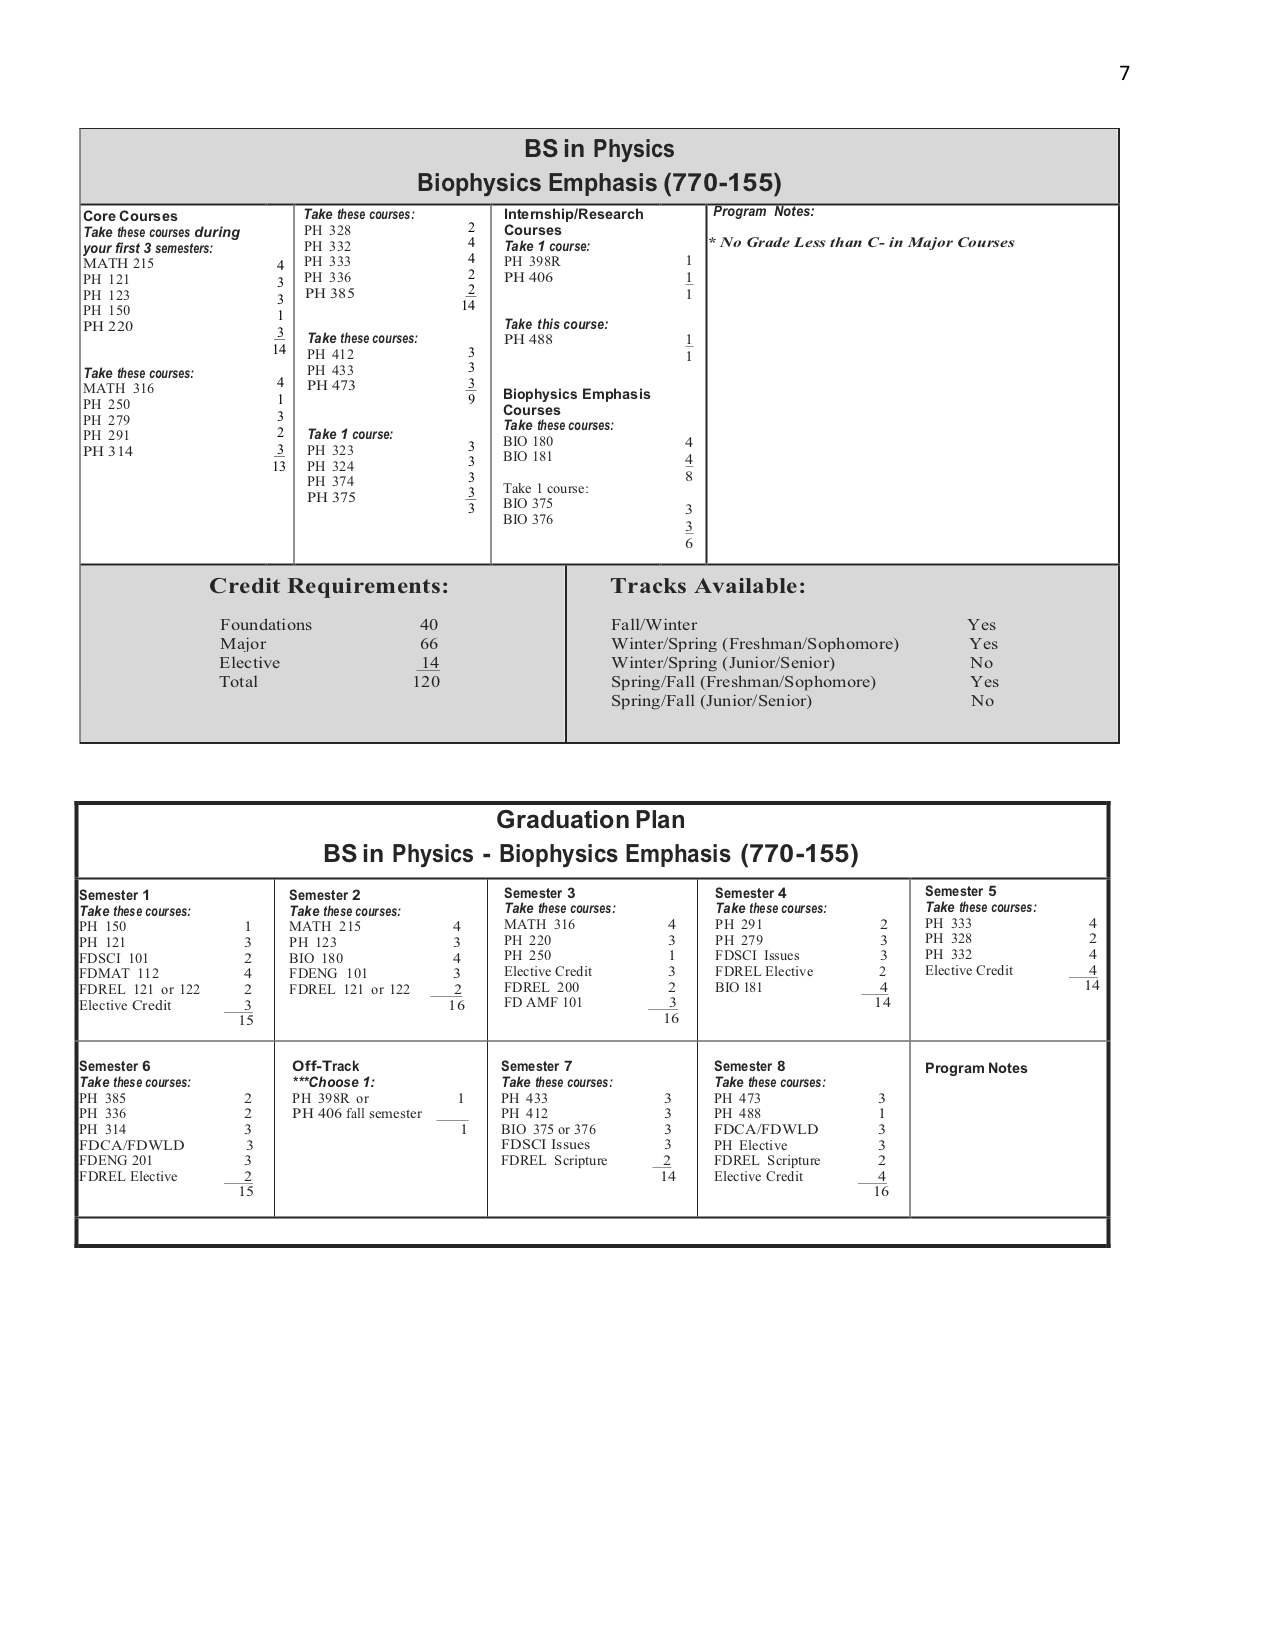 7
BS in Physics
Biophysics Emphasis (770-155)
Core Courses
Take these courses during
your first 3 semesters:
MATH 215 4
PH 121 3
PH 123 3
PH 150 1
PH 220 3
14
Take these courses:
MATH 316 4
PH 250 1
PH 279 3
PH 291 2
PH 314 3
13
Take these courses:
PH 328 2
PH 332 4
PH 333 4
PH 336 2
PH 385 2
14
Take these courses:
PH 412 3
PH 433 3
PH 473 3
9
Take 1 course:
PH 323 3
PH 324 3
PH 374 3
PH 375 3
3
Internship/Research
Courses
Take 1 course:
PH 398R 1
PH 406 1
1
Take this course:
PH 488 1
1
Biophysics Emphasis
Courses
Take these courses:
BIO 180 4
BIO 181 4
8
Take 1 course:
BIO 375 3
BIO 376 3
6
Program Notes:
* No Grade Less than C- in Major Courses
Credit Requirements:
Foundations 40
Major 66
Elective 14
Total 120
Tracks Available:
Fall/Winter Yes
Winter/Spring (Freshman/Sophomore) Yes
Winter/Spring (Junior/Senior) No
Spring/Fall (Freshman/Sophomore) Yes
Spring/Fall (Junior/Senior) No
Graduation Plan
BS in Physics - Biophysics Emphasis (770-155)
Semester 1
Take these courses:
PH 150 1
PH 121 3
FDSCI 101 2
FDMAT 112 4
FDREL 121 or 122 2
Elective Credit 3
15
Semester 2
Take these courses:
MATH 215 4
PH 123 3
BIO 180 4
FDENG 101 3
FDREL 121 or 122 2
16
Semester 3
Take these courses:
MATH 316 4
PH 220 3
PH 250 1
Elective Credit 3
FDREL 200 2
FD AMF 101 3
16
Semester 4
Take these courses:
PH 291 2
PH 279 3
FDSCI Issues 3
FDREL Elective 2
BIO 181 4
14
Semester 5
Take these courses:
PH 333 4
PH 328 2
PH 332 4
Elective Credit 4
14
Semester 6
Take these courses:
PH 385 2
PH 336 2
PH 314 3
FDCA/FDWLD 3
FDENG 201 3
FDREL Elective 2
15
Off-Track
***Choose 1:
PH 398R or 1
PH 406 fall semester
1
Semester 7
Take these courses:
PH 433 3
PH 412 3
BIO 375 or 376 3
FDSCI Issues 3
FDREL Scripture 2
14
Semester 8
Take these courses:
PH 473 3
PH 488 1
FDCA/FDWLD 3
PH Elective 3
FDREL Scripture 2
Elective Credit 4
16
Program Notes